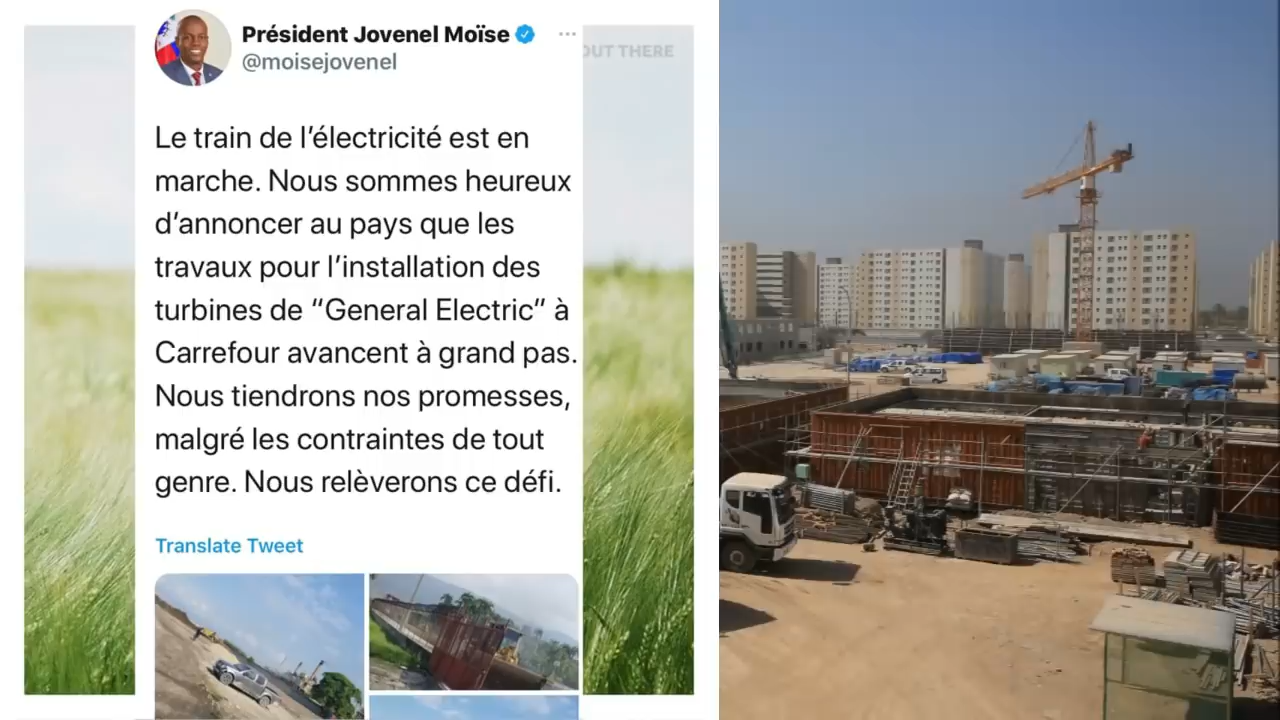 Président Jovenel Moïse
@moisejovenel
OUT THERE
Le train de l’électricité est en
marche. Nous sommes heureux
d’annoncer au pays que les
travaux pour l’installation des
turbines de “General Electric” à
Carrefour avancent à grand pas.
Nous tiendrons nos promesses,
malgré les contraintes de tout
genre. Nous relèverons ce défi.
Translate Tweet